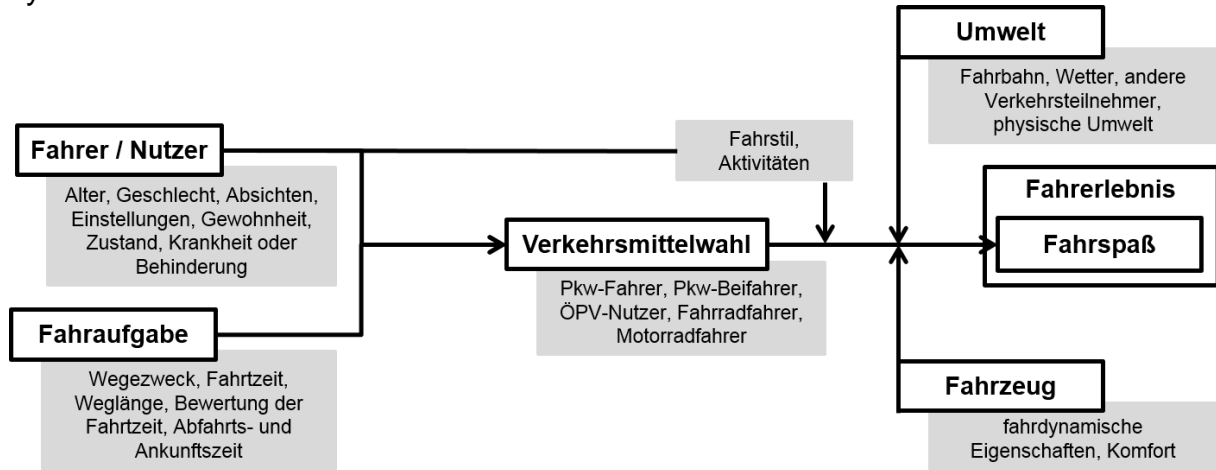 Umwelt
Fahrbahn, Wetter, andere
Verkehrsteilnehmer,
physische Umwelt
Fahrer / Nutzer
Alter, Geschlecht, Absichten,
Einstellungen, Gewohnheit,
Zustand, Krankheit oder
Behinderung
Fahrstil,
Aktivitäten
Fahrerlebnis
Fahrspaß
Verkehrsmittelwahl
Pkw-Fahrer, Pkw-Beifahrer,
ÖPV-Nutzer, Fahrradfahrer,
Motorradfahrer
Fahraufgabe
Wegezweck, Fahrtzeit,
Weglänge, Bewertung der
Fahrtzeit, Abfahrts- und
Ankunftszeit
Fahrzeug
fahrdynamische
Eigenschaften, Komfort